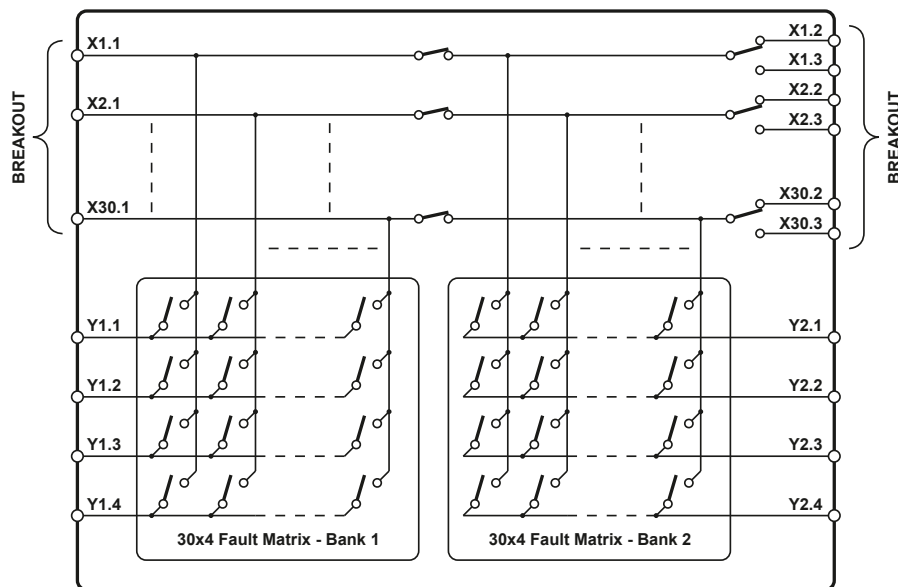 X1.1
X1.2
X1.3
X2.1
X2.2
X2.3
BREAKOUT
BREAKOUT
X30.1
X30.2
X30.3
Y1.1
Y2.1
Y1.2
Y2.2
Y1.3
Y2.3
Y1.4
Y2.4
30x4 Fault Matrix - Bank 1
30x4 Fault Matrix - Bank 2